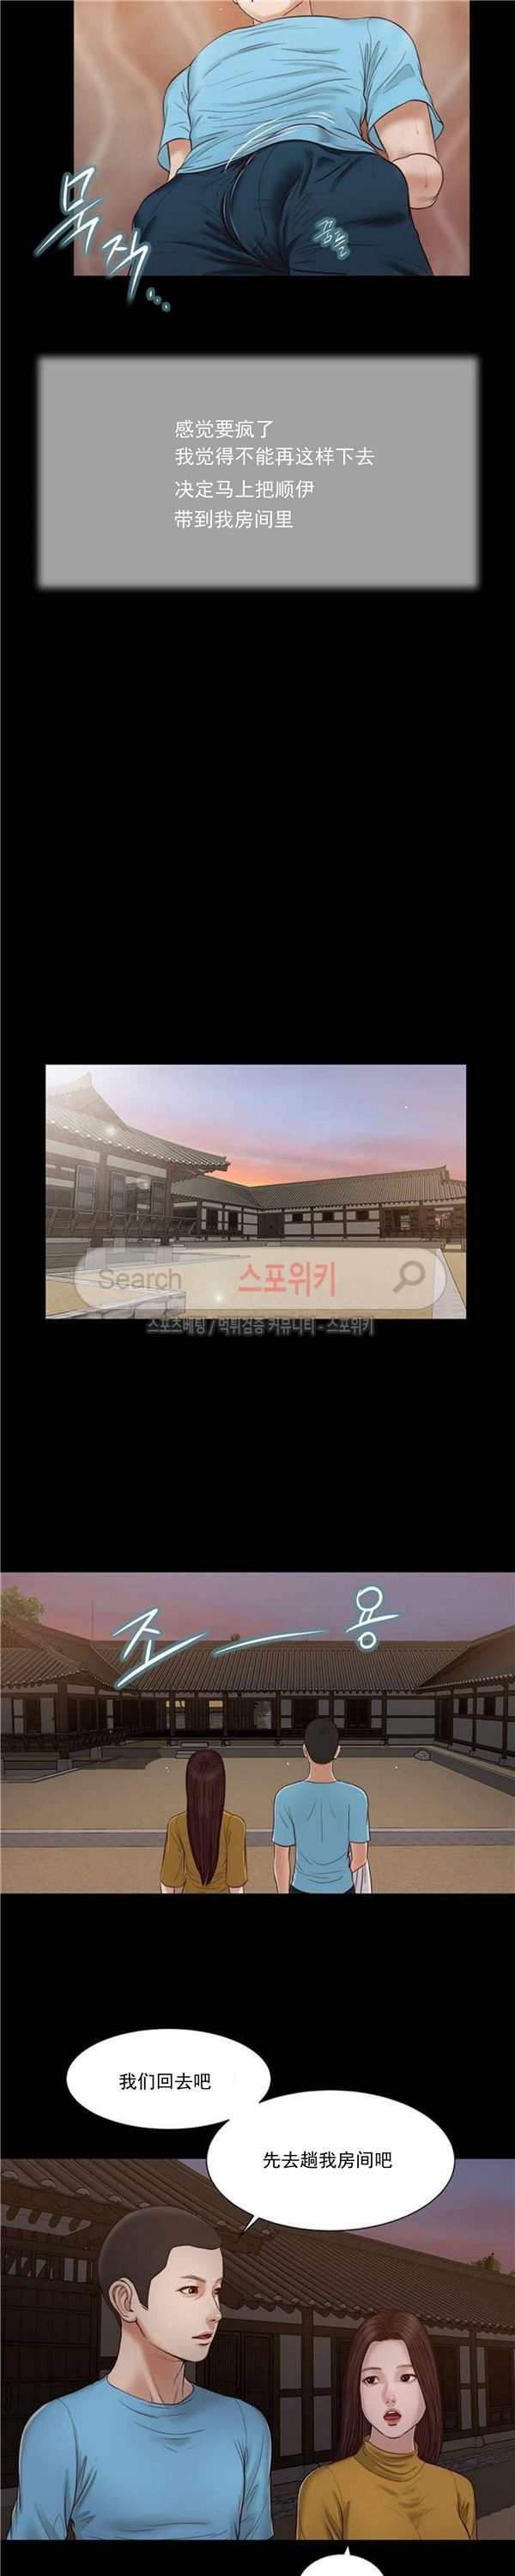 묵직...
꿈틀
感觉要疯了
我觉得不能再这样下去
决定马上把顺伊
带到我房间里
Search 스포위키
스포츠베팅 / 먹튀검증 커뮤니티 - 스포위키
조ー용
我们回去吧
先去趟我房间吧